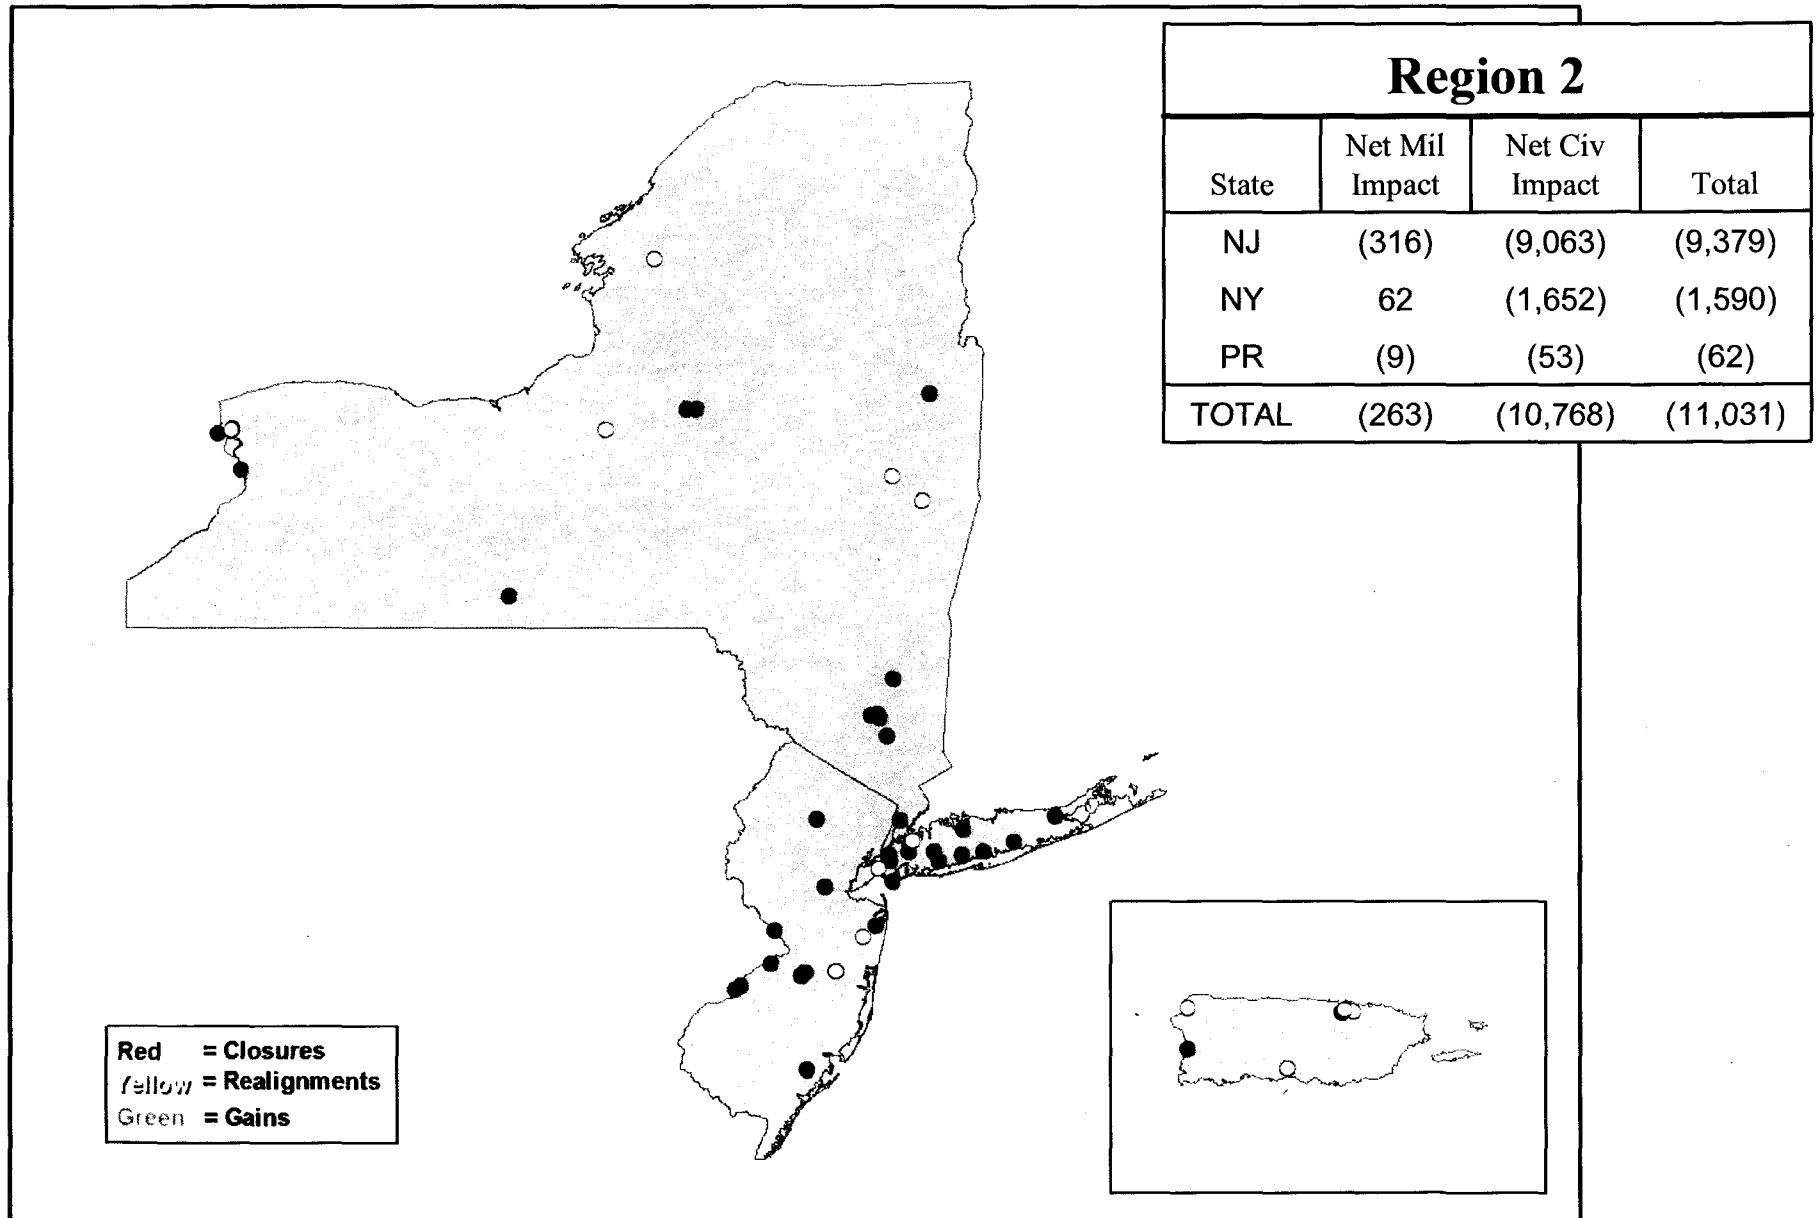 Region 2
State Net Mil Impact Net Civ Impact Total
NJ (316) (9,063) (9,379)
NY 62 (1,652) (1,590)
PR (9) (53) (62)
TOTAL (263) (10,768) (11,031)
Red = Closures
Yellow = Realignments
Green = Gains